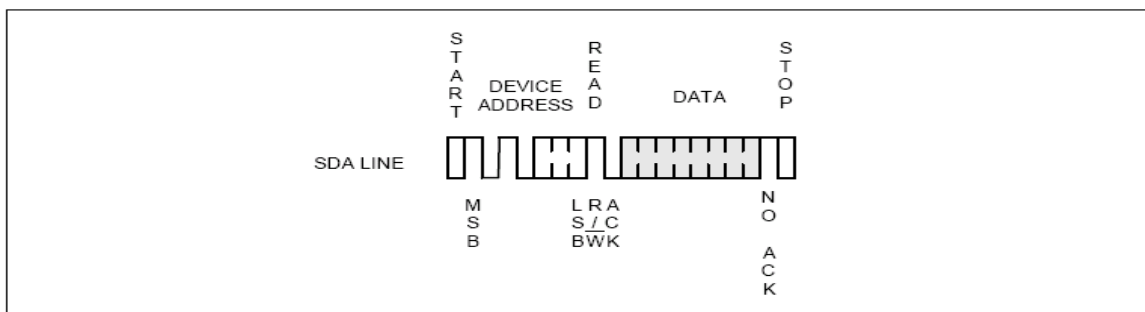 START
DEVICE
ADDRESS
READ
DATA
STOP
SDA LINE
MSB
LSB
R/W
ACK
NO ACK